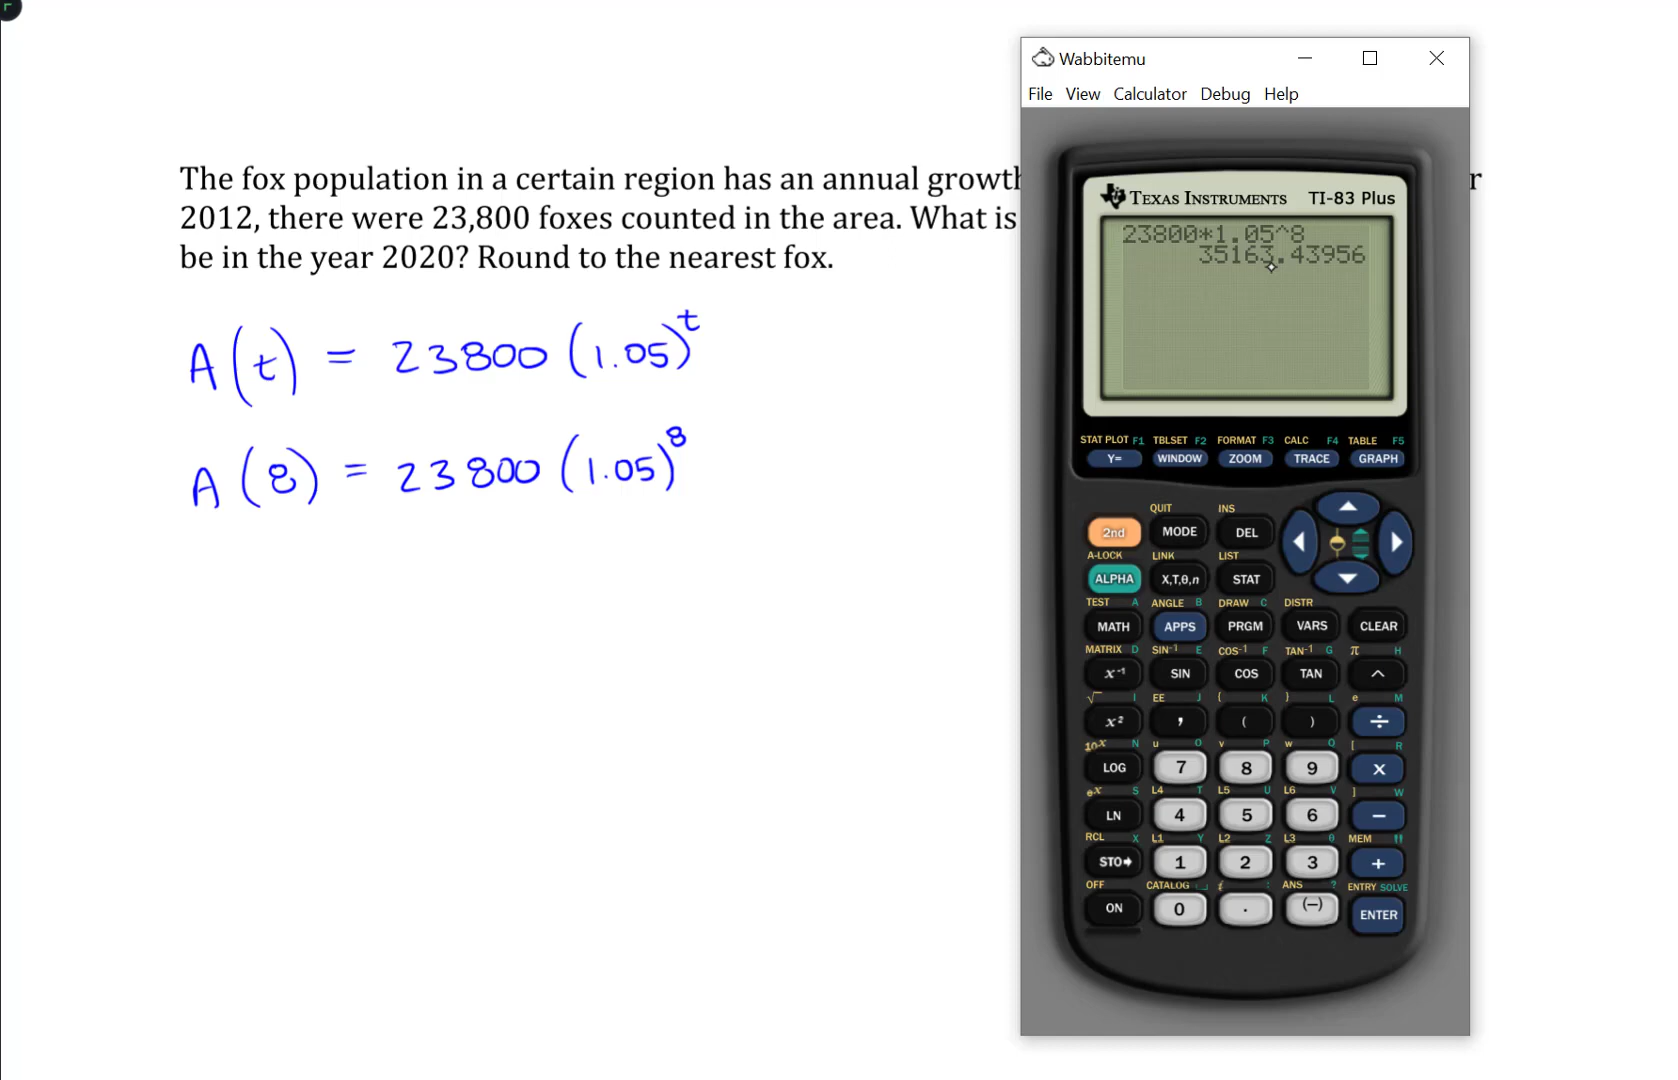 The fox population in a certain region has an annual growth
r
2012, there were 23,800 foxes counted in the area. What is
be in the year 2020? Round to the nearest fox.
A(t) = 23800 (1.05)^t
A(8) = 23800 (1.05)^8
Wabbitemu
File View Calculator Debug Help
TEXAS INSTRUMENTS TI-83 Plus
23800*1.05^8
35163.43956
STAT PLOT F1 TBLSET F2 FORMAT F3 CALC F4 TABLE F5
Y= WINDOW ZOOM TRACE GRAPH
QUIT INS
2nd MODE DEL
A-LOCK LINK LIST
ALPHA X,T,θ,n STAT
TEST A ANGLE B DRAW C DISTR
MATH APPS PRGM VARS CLEAR
MATRIX D SIN⁻¹ E COS⁻¹ F TAN⁻¹ G π H
x⁻¹ SIN COS TAN ^
√ I EE J { K } L e M
x² , ( ) ÷
10ˣ N u O v P w Q [ R
LOG 7 8 9 ×
eˣ S L4 T L5 U L6 V ] W
LN 4 5 6 −
RCL X L1 Y L2 Z L3 θ MEM "
STO➔ 1 2 3 +
OFF CATALOG ⎵ i : ANS ? ENTRY SOLVE
ON 0 . (−) ENTER